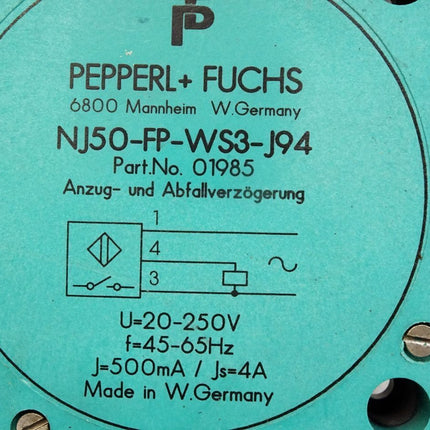 PEPPERL+ FUCHS
6800 Mannheim W.Germany
NJ50-FP-WS3-J94
Part.No. 01985
Anzug- und Abfallverzögerung
1
4
3
U=20-250V
f=45-65Hz
J=500mA / Js=4A
Made in W.Germany